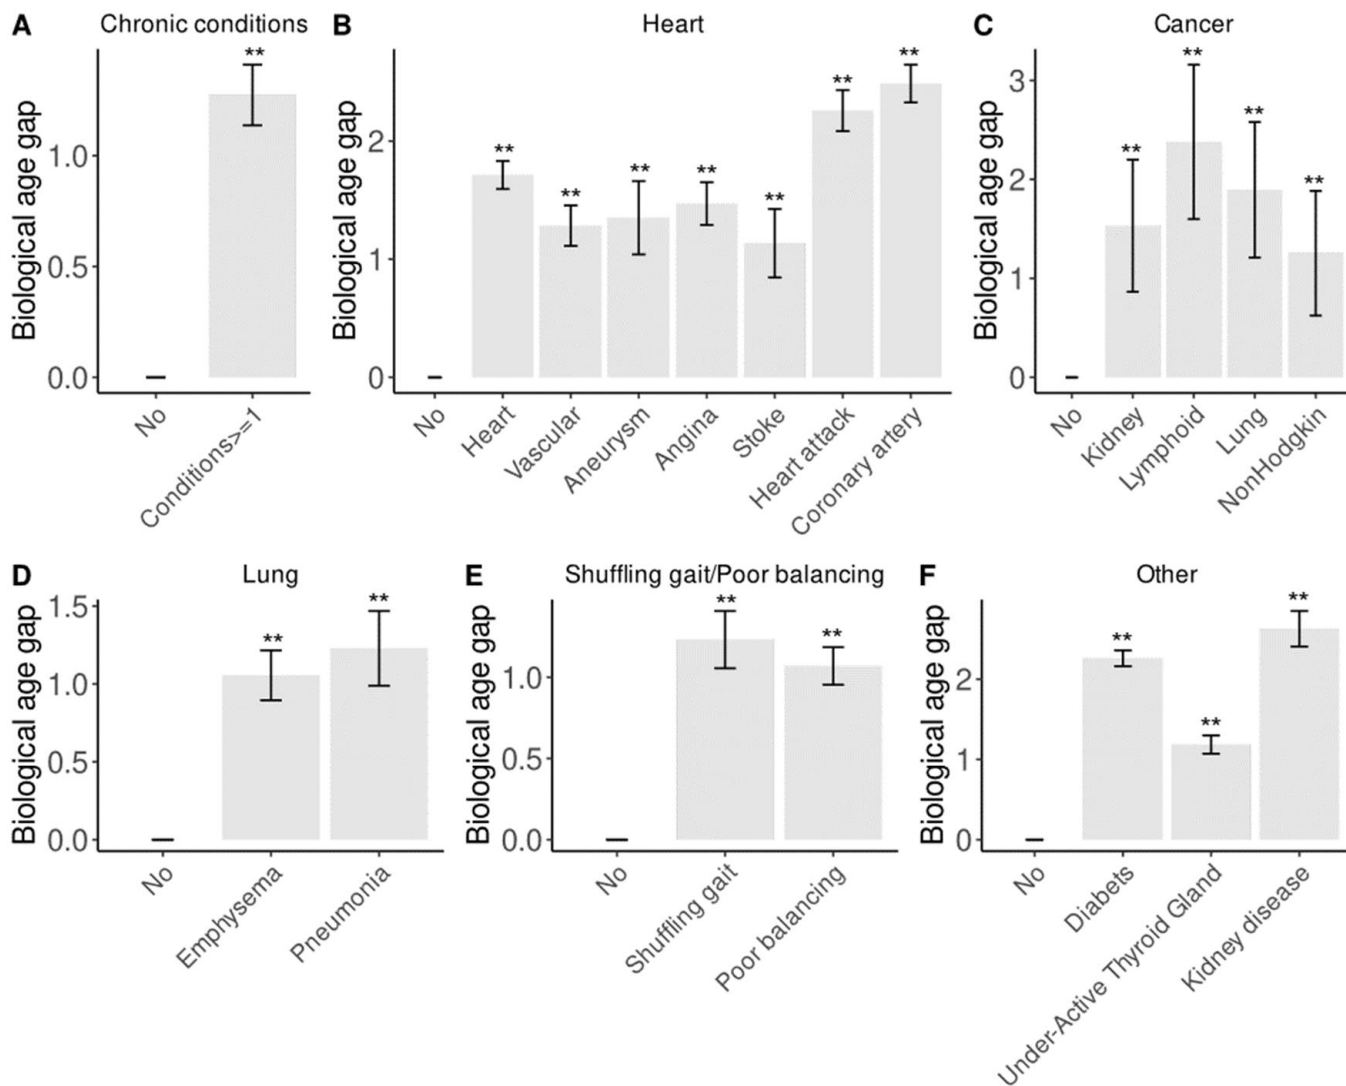 A Chronic conditions
Biological age gap
1.0
0.5
0.0
**
No
Conditions>=1
B Heart
Biological age gap
2
1
0
**
**
**
**
**
**
**
No
Heart
Vascular
Aneurysm
Angina
Stoke
Heart attack
Coronary artery
C Cancer
Biological age gap
3
2
1
0
**
**
**
**
No
Kidney
Lymphoid
Lung
NonHodgkin
D Lung
Biological age gap
1.5
1.0
0.5
0.0
**
**
No
Emphysema
Pneumonia
E Shuffling gait/Poor balancing
Biological age gap
1.0
0.5
0.0
**
**
No
Shuffling gait
Poor balancing
F Other
Biological age gap
2
1
0
**
**
**
No
Diabets
Under-Active Thyroid Gland
Kidney disease